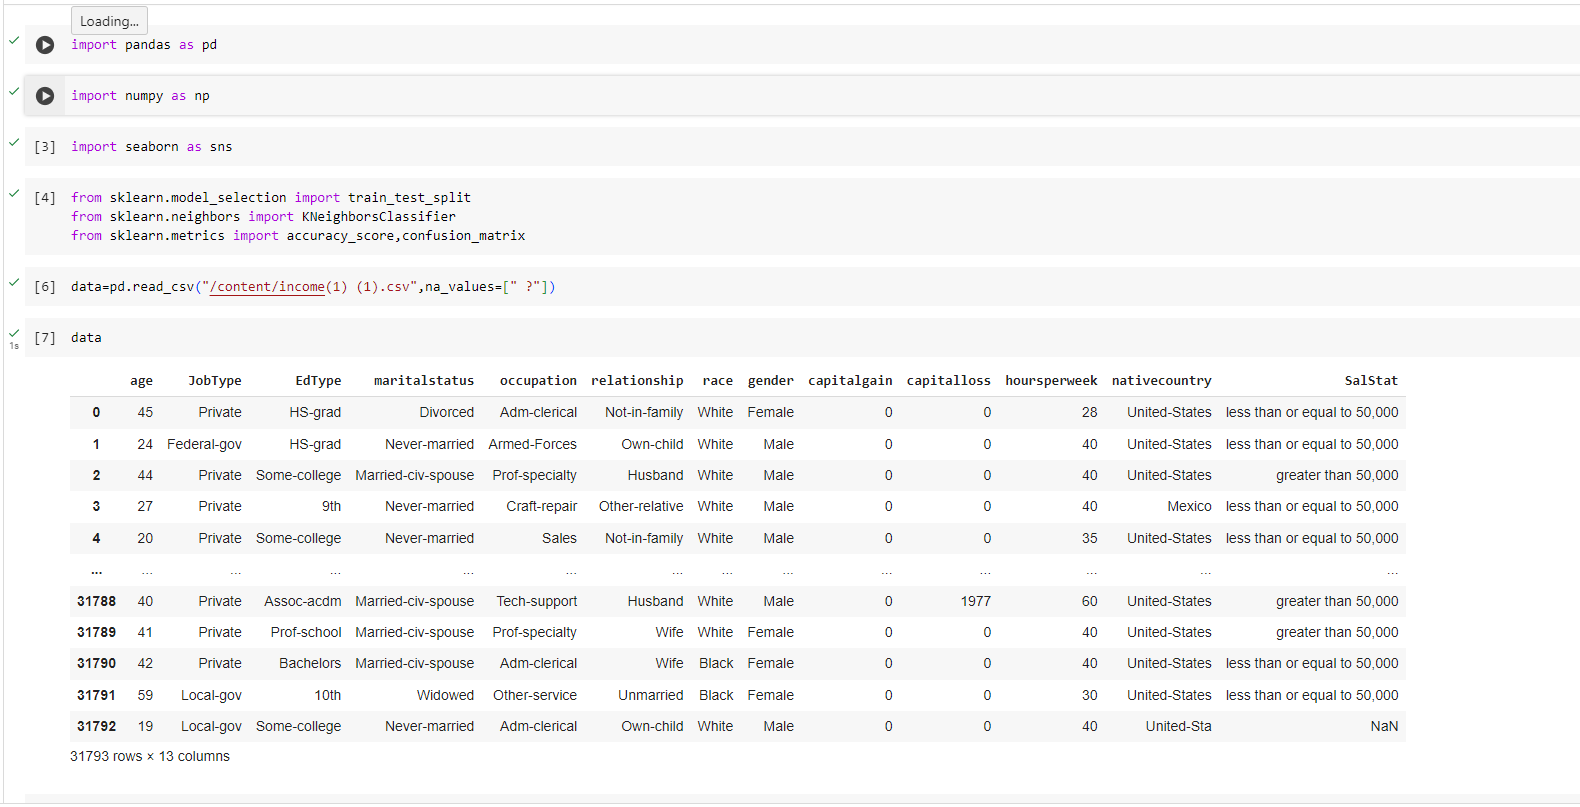 Loading...
import pandas as pd
import numpy as np
[3] import seaborn as sns
[4] from sklearn.model_selection import train_test_split
from sklearn.neighbors import KNeighborsClassifier
from sklearn.metrics import accuracy_score,confusion_matrix
[6] data=pd.read_csv("/content/income(1) (1).csv",na_values=[" ?"])
1s [7] data
age JobType EdType maritalstatus occupation relationship race gender capitalgain capitalloss hoursperweek nativecountry SalStat
0 45 Private HS-grad Divorced Adm-clerical Not-in-family White Female 0 0 28 United-States less than or equal to 50,000
1 24 Federal-gov HS-grad Never-married Armed-Forces Own-child White Male 0 0 40 United-States less than or equal to 50,000
2 44 Private Some-college Married-civ-spouse Prof-specialty Husband White Male 0 0 40 United-States greater than 50,000
3 27 Private 9th Never-married Craft-repair Other-relative White Male 0 0 40 Mexico less than or equal to 50,000
4 20 Private Some-college Never-married Sales Not-in-family White Male 0 0 35 United-States less than or equal to 50,000
... ... ... ... ... ... ... ... ... ... ... ... ... ...
31788 40 Private Assoc-acdm Married-civ-spouse Tech-support Husband White Male 0 1977 60 United-States greater than 50,000
31789 41 Private Prof-school Married-civ-spouse Prof-specialty Wife White Female 0 0 40 United-States greater than 50,000
31790 42 Private Bachelors Married-civ-spouse Adm-clerical Wife Black Female 0 0 40 United-States less than or equal to 50,000
31791 59 Local-gov 10th Widowed Other-service Unmarried Black Female 0 0 30 United-States less than or equal to 50,000
31792 19 Local-gov Some-college Never-married Adm-clerical Own-child White Male 0 0 40 United-Sta NaN
31793 rows × 13 columns